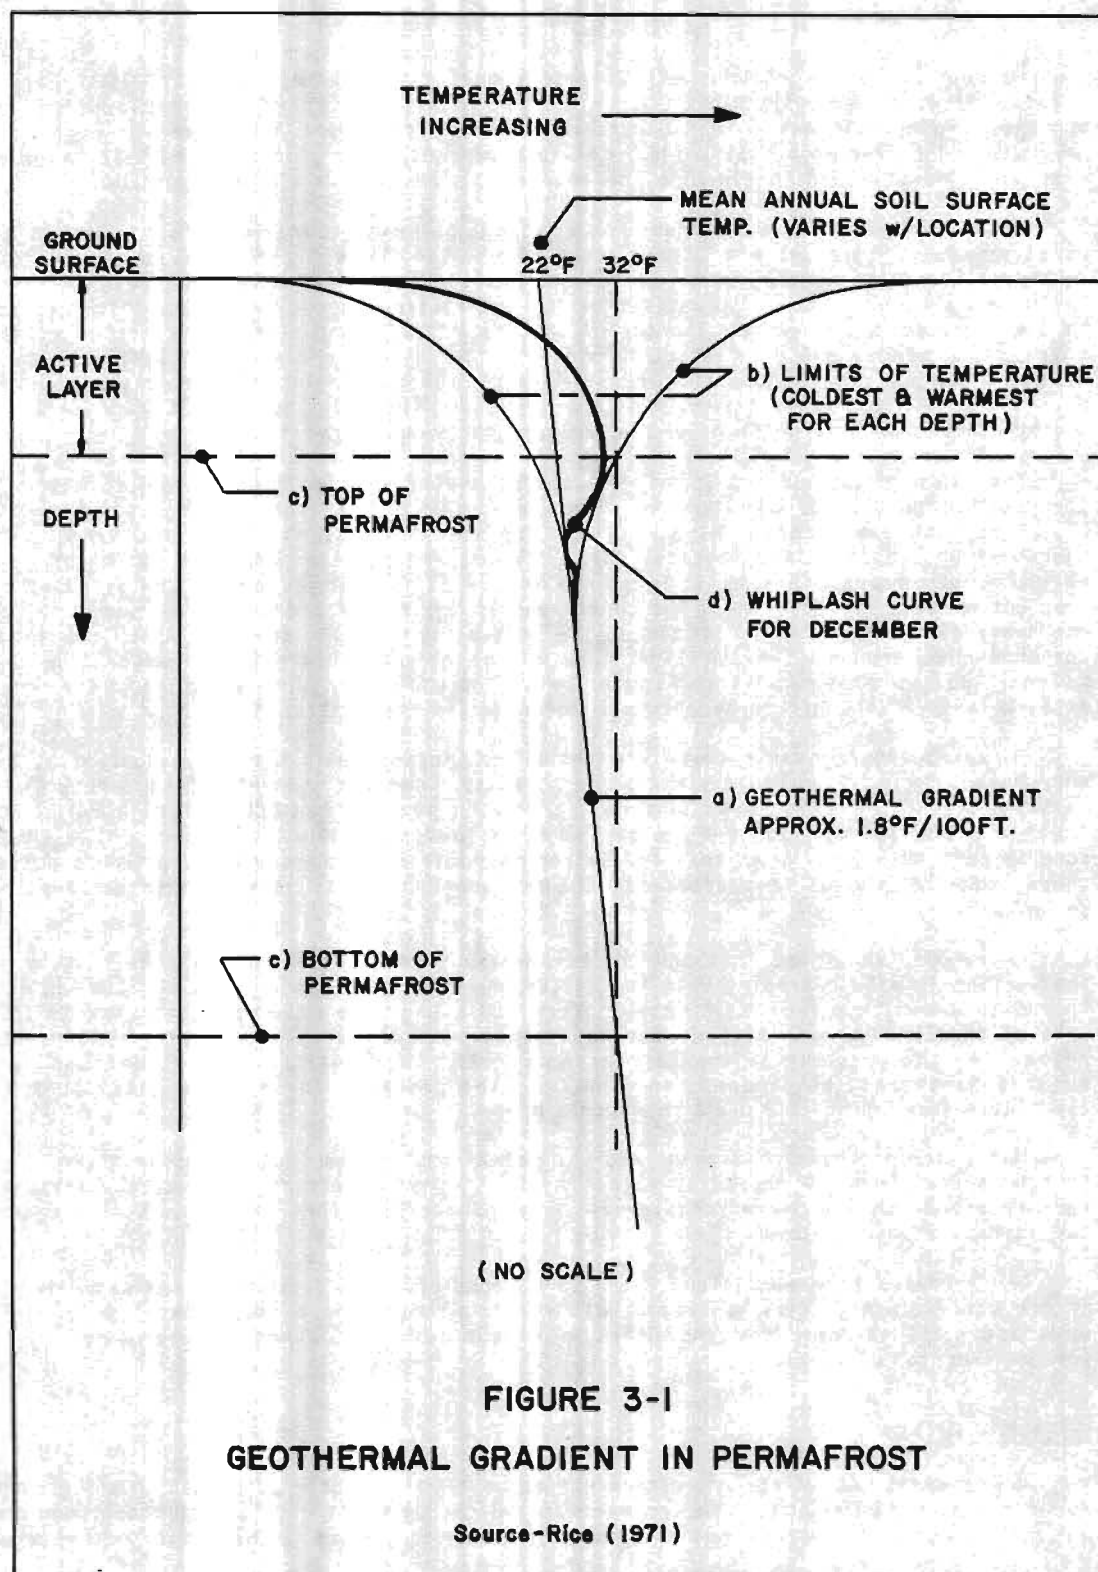 TEMPERATURE
INCREASING
MEAN ANNUAL SOIL SURFACE
TEMP. (VARIES w/LOCATION)
GROUND
SURFACE
22°F 32°F
ACTIVE
LAYER
b) LIMITS OF TEMPERATURE
(COLDEST & WARMEST
FOR EACH DEPTH)
c) TOP OF
PERMAFROST
DEPTH
d) WHIPLASH CURVE
FOR DECEMBER
a) GEOTHERMAL GRADIENT
APPROX. 1.8°F/100FT.
c) BOTTOM OF
PERMAFROST
(NO SCALE)
FIGURE 3-1
GEOTHERMAL GRADIENT IN PERMAFROST
Source-Rice (1971)